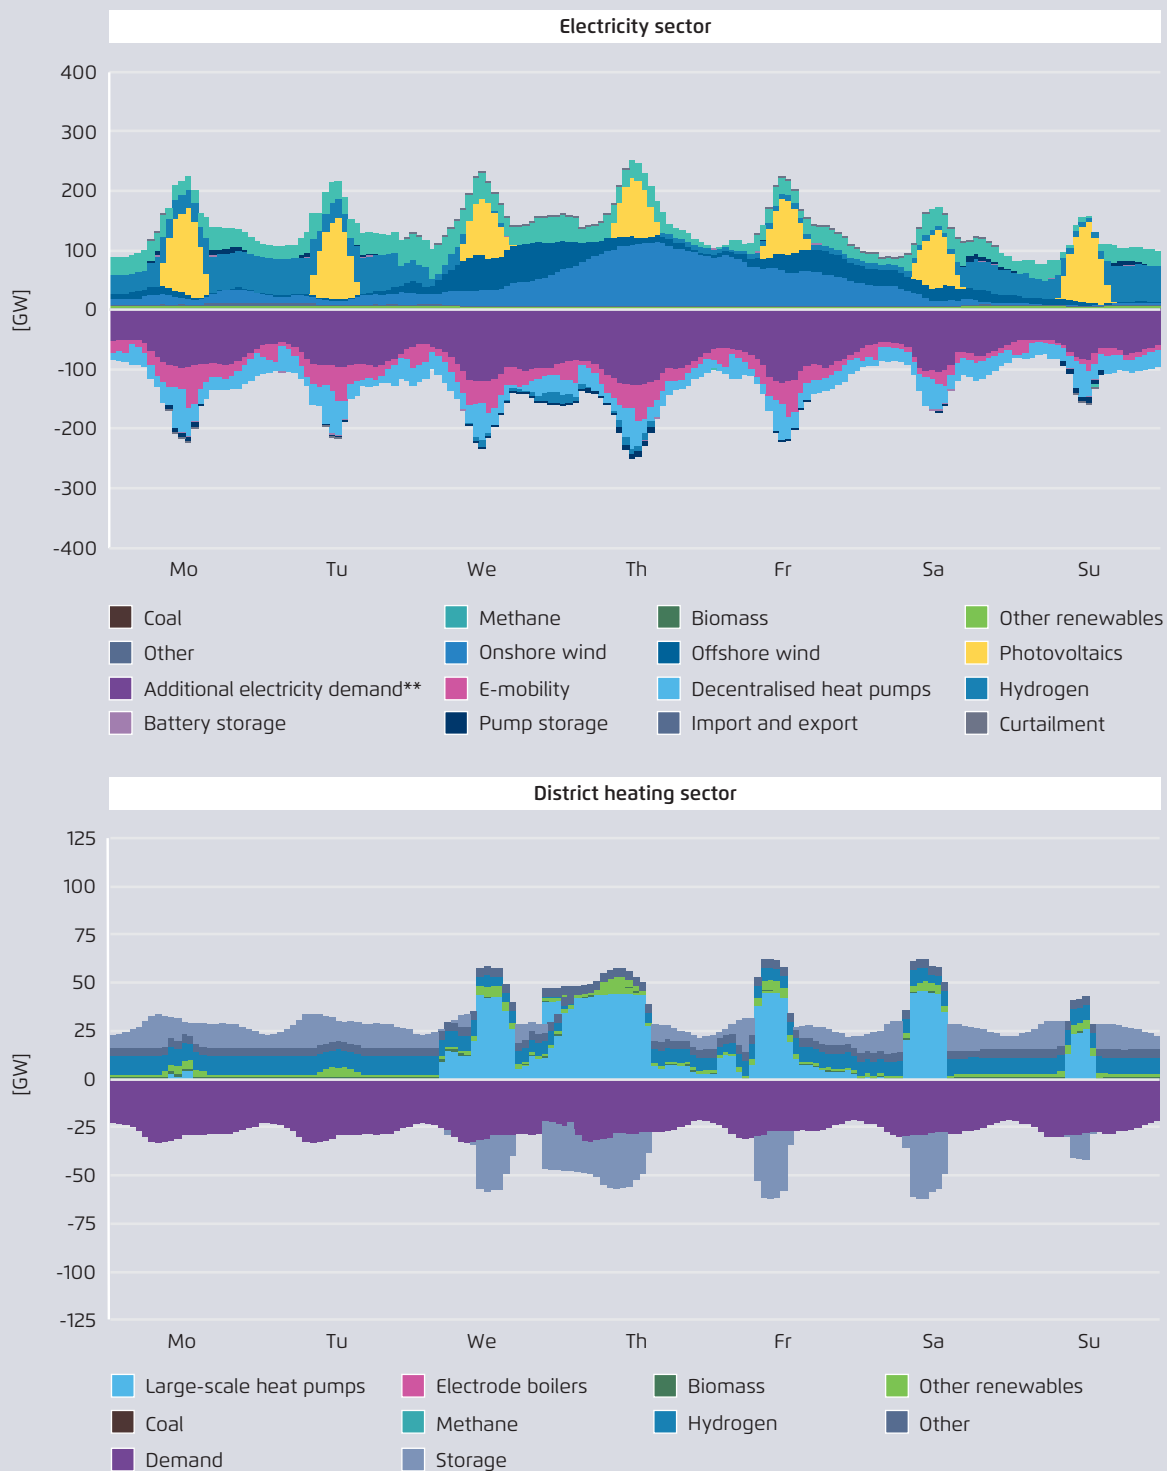 Electricity sector
400
300
200
100
0
-100
-200
-300
-400
[GW]
Mo Tu We Th Fr Sa Su
Coal Methane Biomass Other renewables
Other Onshore wind Offshore wind Photovoltaics
Additional electricity demand** E-mobility Decentralised heat pumps Hydrogen
Battery storage Pump storage Import and export Curtailment
District heating sector
125
100
75
50
25
0
-25
-50
-75
-100
-125
[GW]
Mo Tu We Th Fr Sa Su
Large-scale heat pumps Electrode boilers Biomass Other renewables
Coal Methane Hydrogen Other
Demand Storage